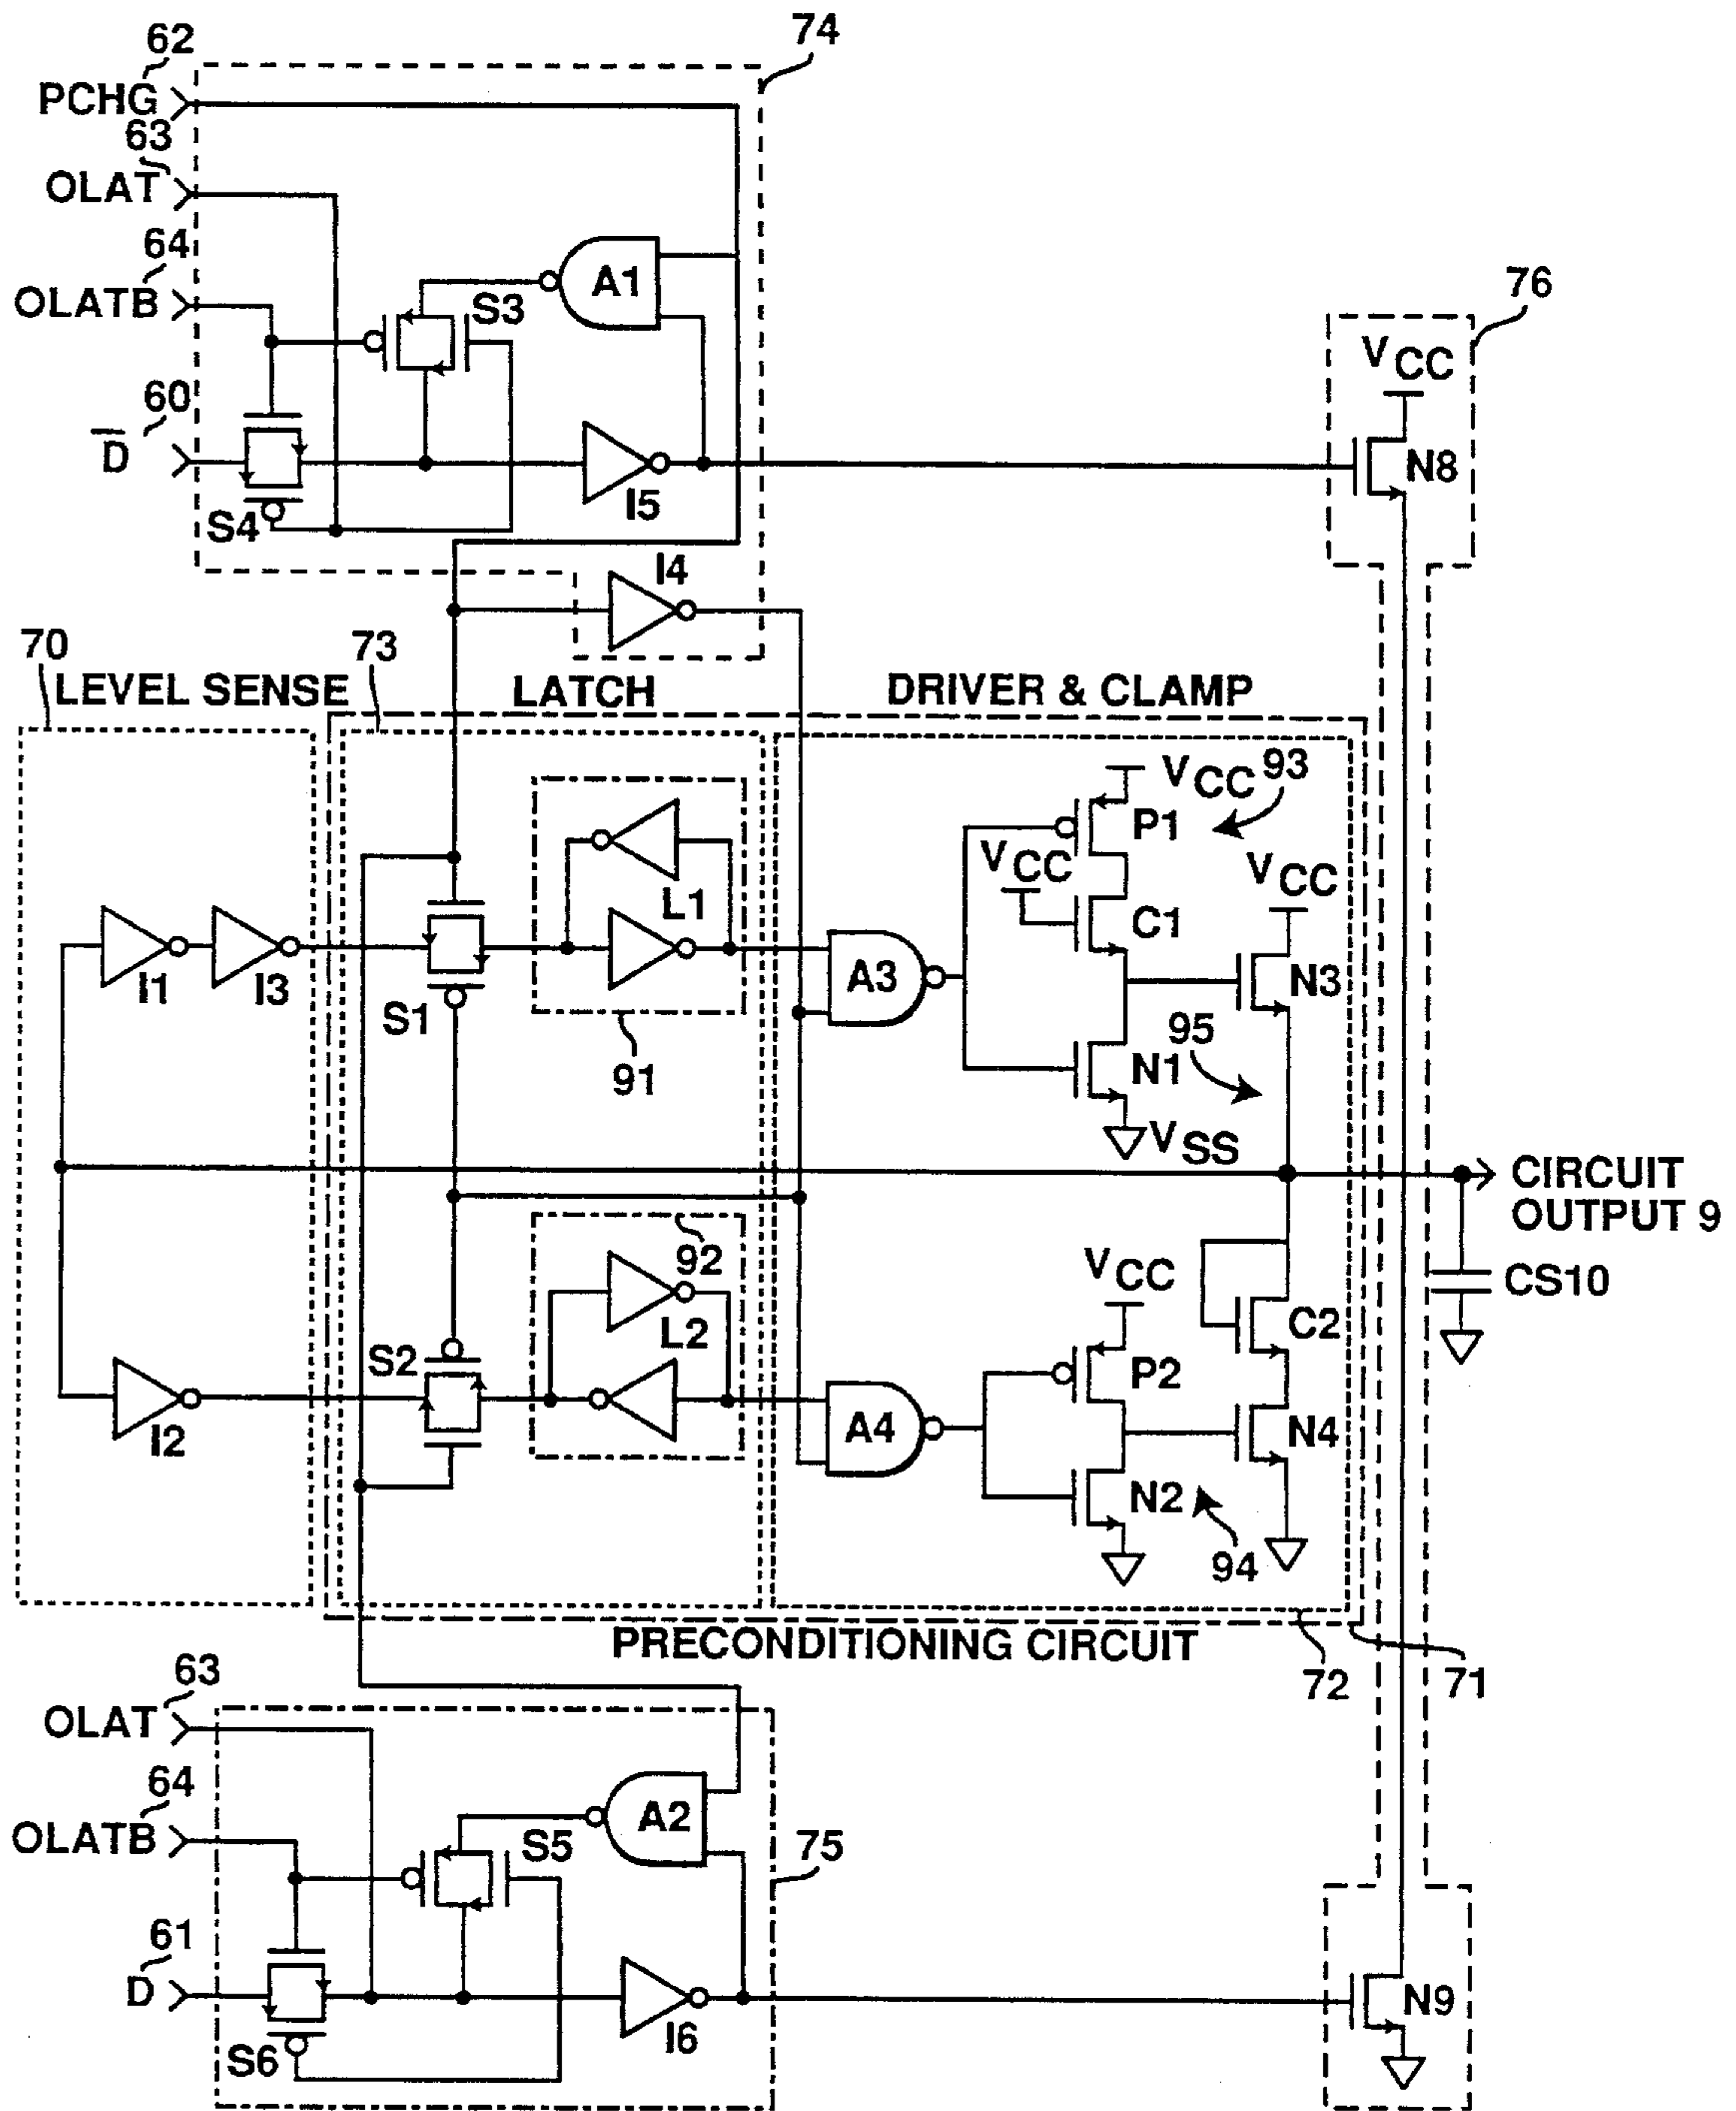 62
74
PCHG
63
OLAT
64
A1
OLATB
S3
76
VCC
60
D
N8
S4
I5
I4
70
73
LEVEL SENSE
LATCH
DRIVER & CLAMP
VCC
93
P1
VCC
VCC
L1
C1
A3
N3
I1
I3
S1
95
91
N1
VSS
CIRCUIT
OUTPUT 9
92
VCC
CS10
L2
C2
S2
P2
A4
N4
I2
N2
94
PRECONDITIONING CIRCUIT
72
71
63
OLAT
64
A2
OLATB
S5
75
61
D
N9
S6
I6